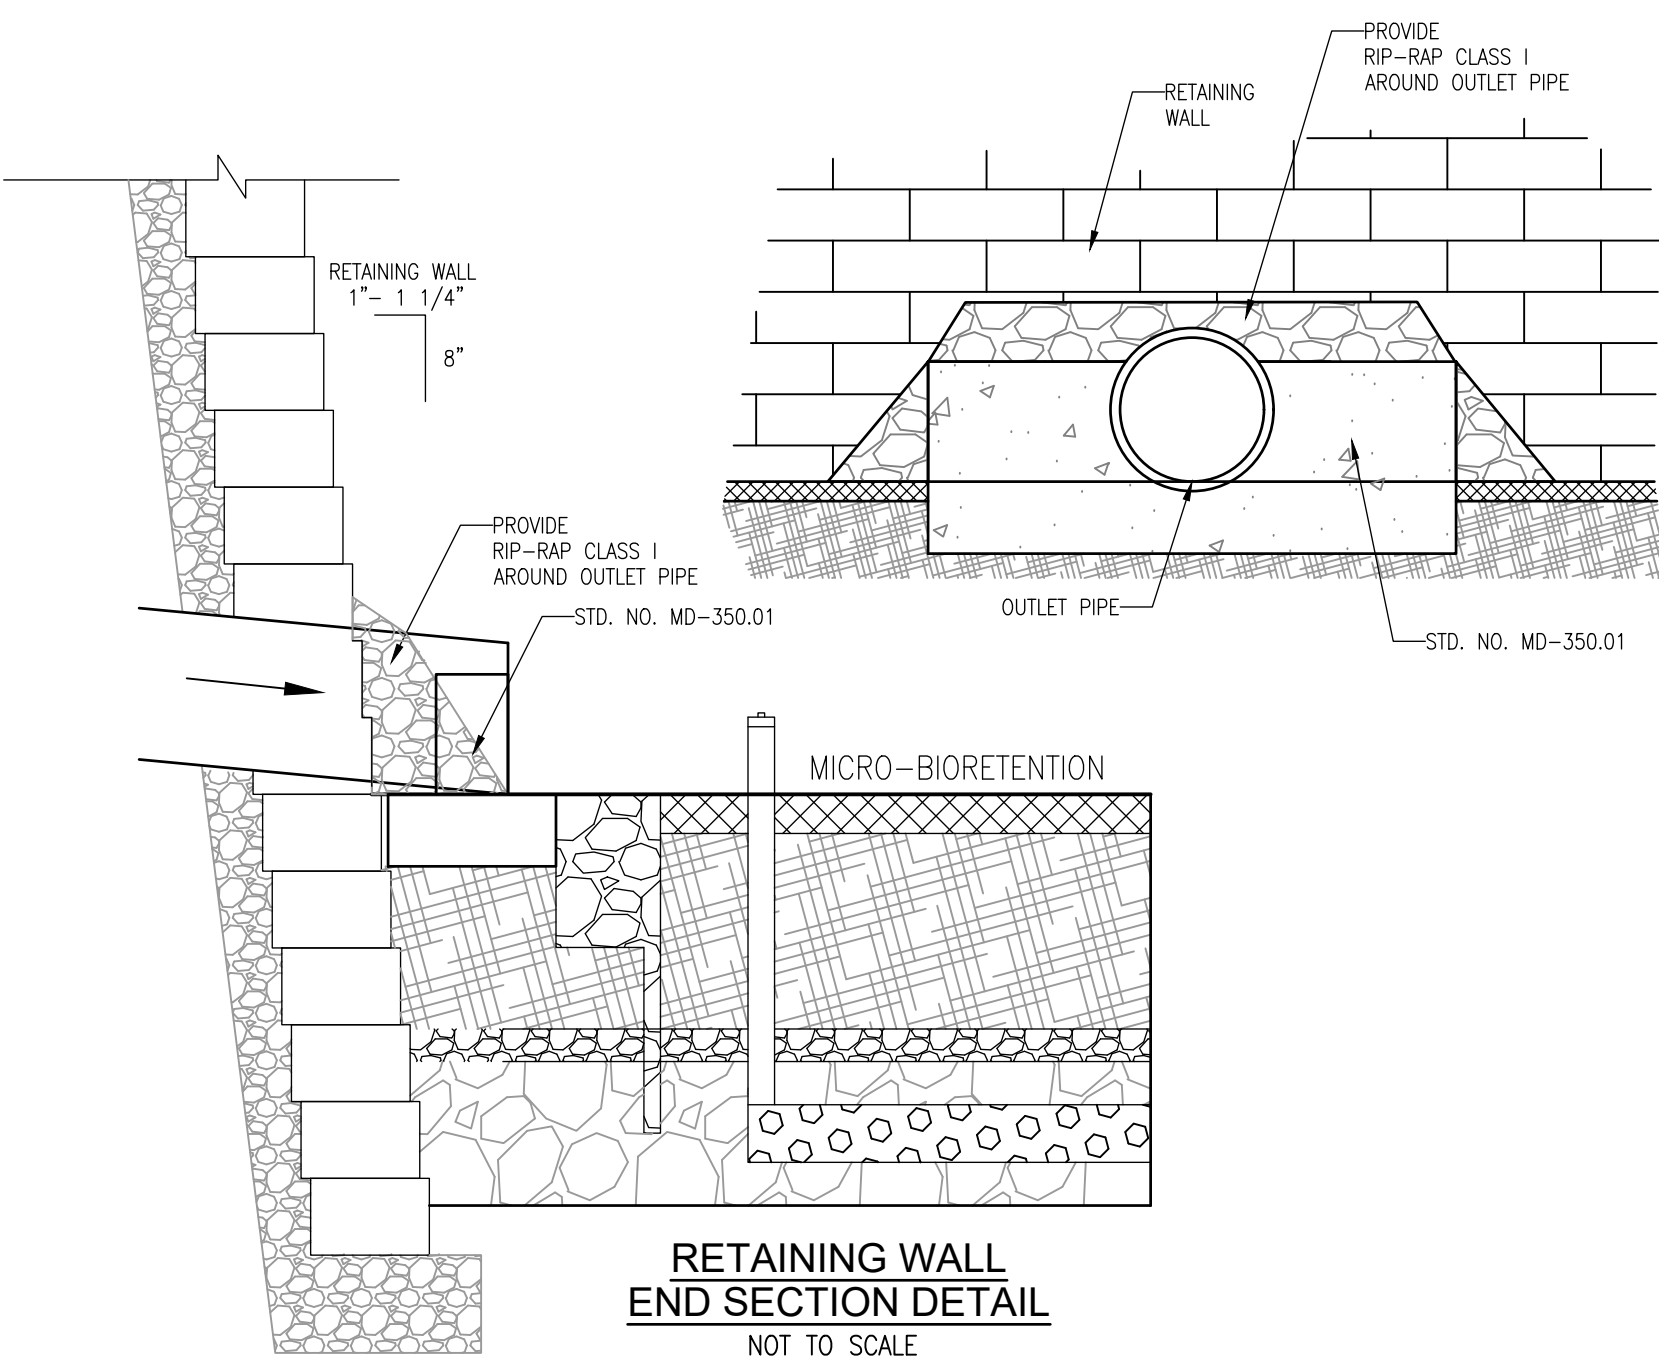 PROVIDE
RIP-RAP CLASS I
AROUND OUTLET PIPE
RETAINING
WALL
RETAINING WALL
1"- 1 1/4"
8"
PROVIDE
RIP-RAP CLASS I
AROUND OUTLET PIPE
STD. NO. MD-350.01
OUTLET PIPE
STD. NO. MD-350.01
MICRO-BIORETENTION
RETAINING WALL
END SECTION DETAIL
NOT TO SCALE